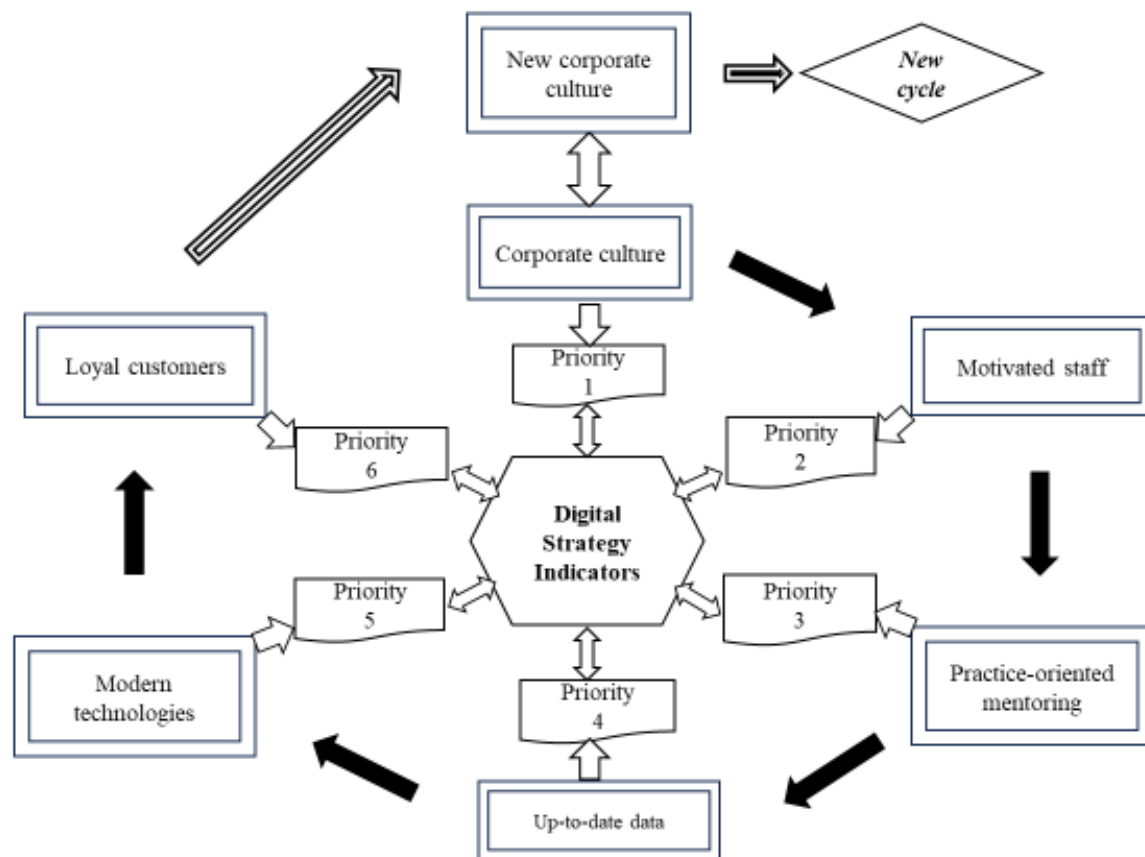 New corporate
culture
New
cycle
Corporate culture
Loyal customers
Priority
1
Motivated staff
Priority
6
Priority
2
Digital
Strategy
Indicators
Priority
5
Priority
3
Modern
technologies
Practice-oriented
mentoring
Priority
4
Up-to-date data